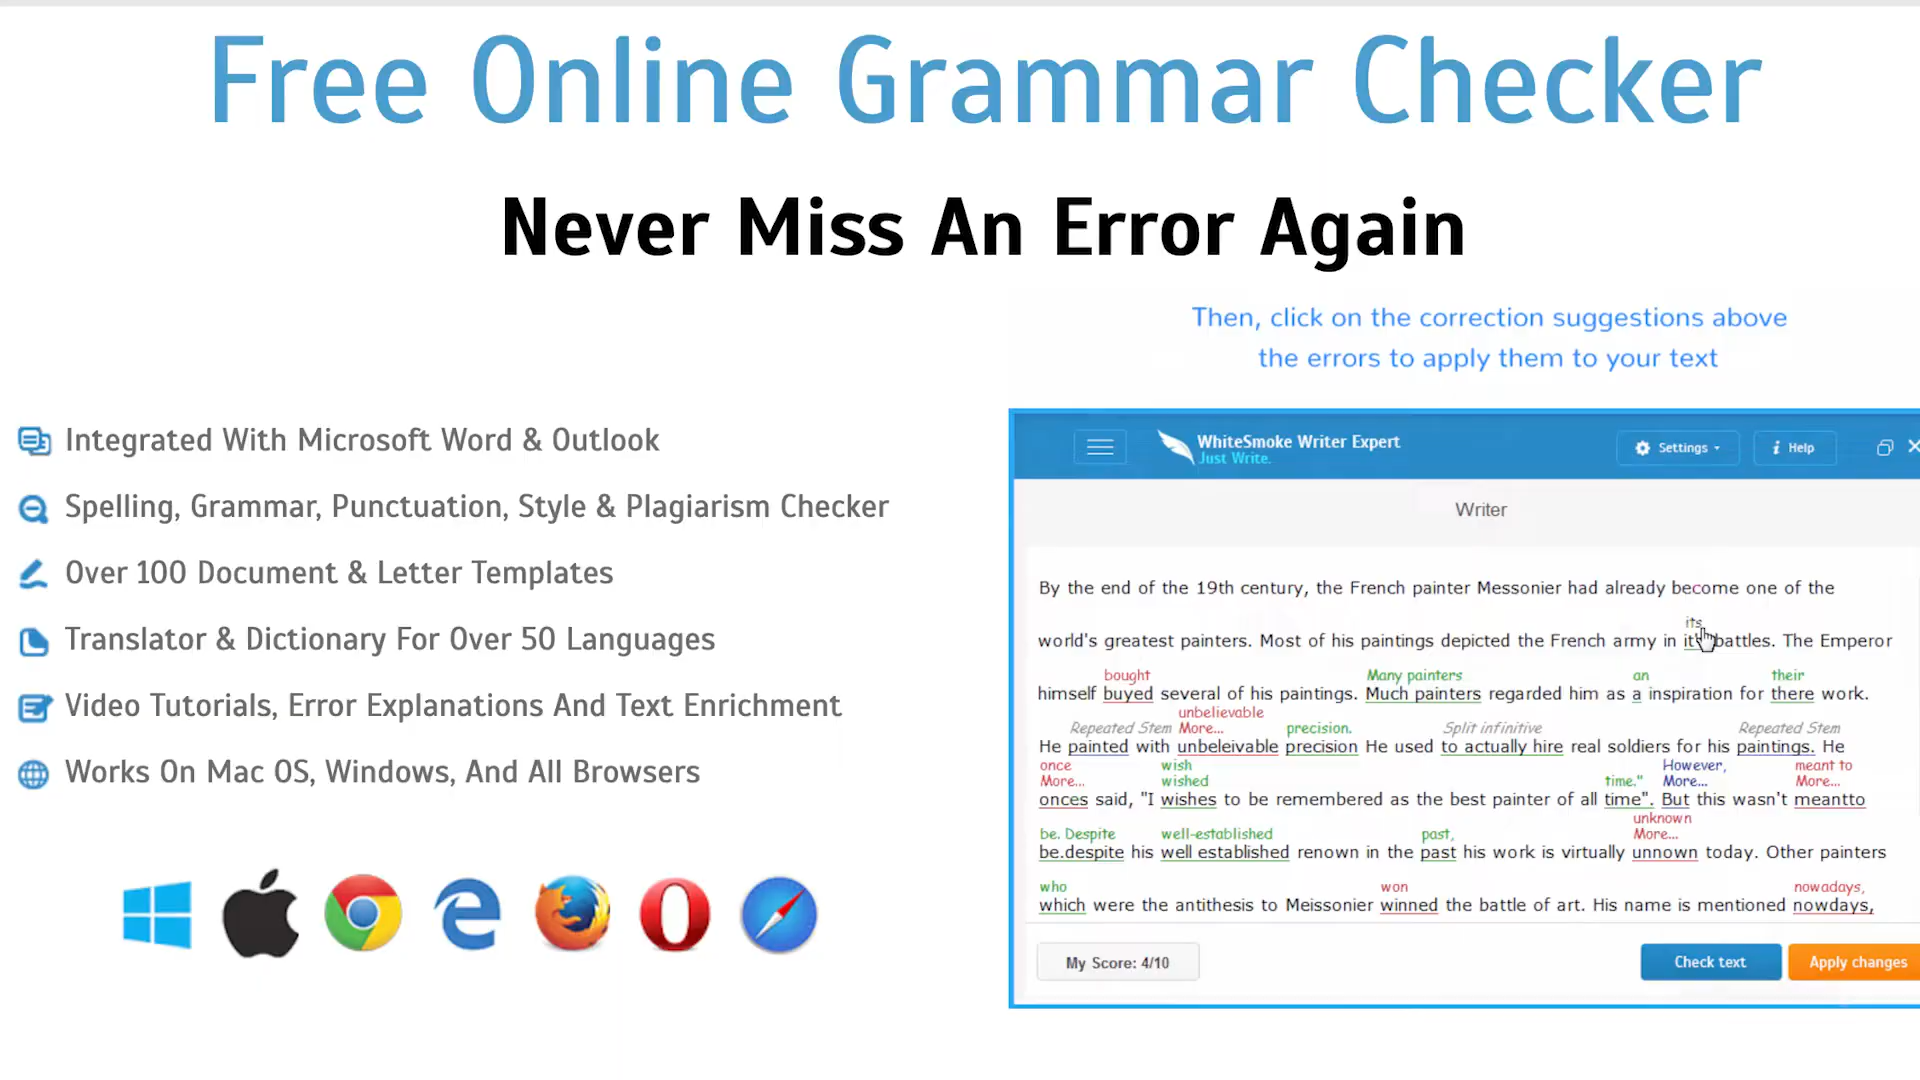 Free Online Grammar Checker
Never Miss An Error Again
Then, click on the correction suggestions above
the errors to apply them to your text
Integrated With Microsoft Word & Outlook
Spelling, Grammar, Punctuation, Style & Plagiarism Checker
Over 100 Document & Letter Templates
Translator & Dictionary For Over 50 Languages
Video Tutorials, Error Explanations And Text Enrichment
Works On Mac OS, Windows, And All Browsers
WhiteSmoke Writer Expert
Just Write.
Settings
Help
Writer
By the end of the 19th century, the French painter Messonier had already become one of the
its
world's greatest painters. Most of his paintings depicted the French army in battles. The Emperor
bought Many painters an their
himself buyed several of his paintings. Much painters regarded him as a inspiration for there work.
unbelievable
Repeated Stem More... precision. Split infinitive Repeated Stem
He painted with unbeleivable precision He used to actually hire real soldiers for his paintings. He
once wish However, meant to
More... wished time." More... More...
onces said, "I wishes to be remembered as the best painter of all time". But this wasn't meantto
unknown
be. Despite well-established past, More...
be.despite his well established renown in the past his work is virtually unnown today. Other painters
who won nowadays,
which were the antithesis to Meissonier winned the battle of art. His name is mentioned nowdays,
My Score: 4/10
Check text
Apply changes